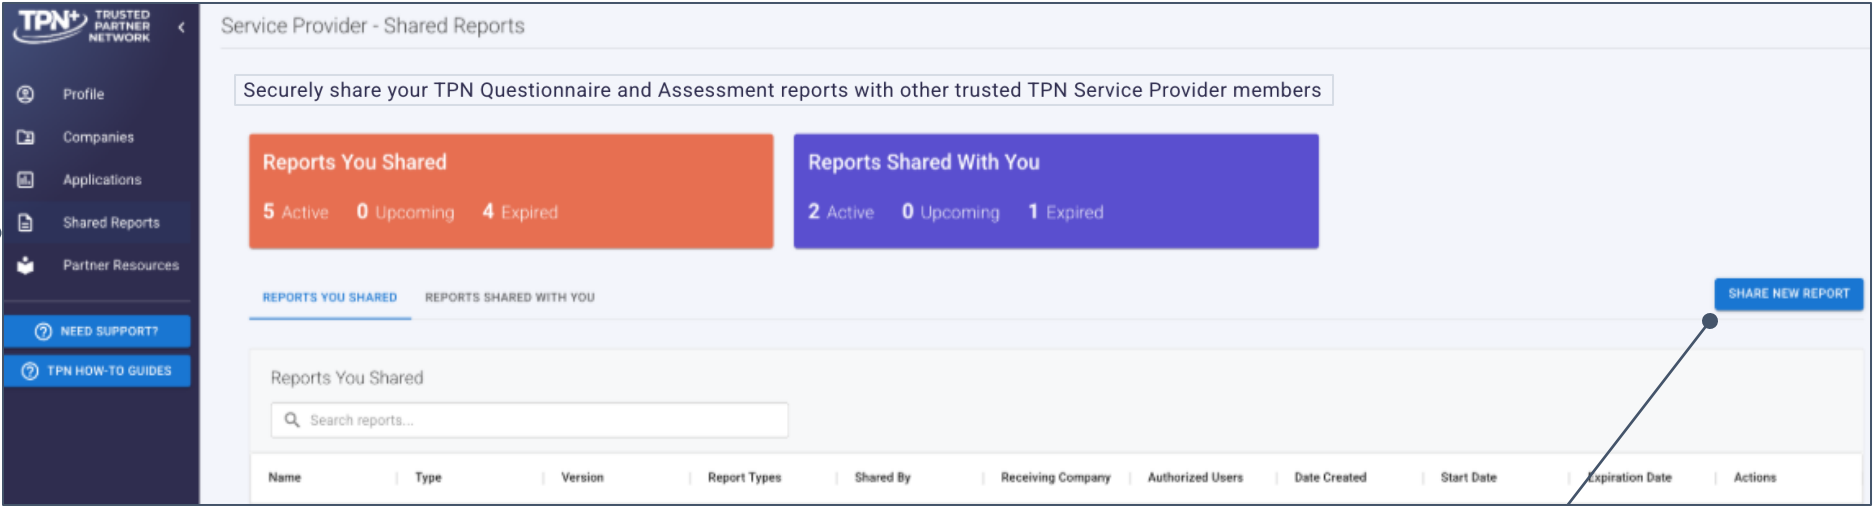 TPN+ TRUSTED
PARTNER
NETWORK
Profile
Companies
Applications
Shared Reports
Partner Resources
NEED SUPPORT?
TPN HOW-TO GUIDES
Service Provider - Shared Reports
Securely share your TPN Questionnaire and Assessment reports with other trusted TPN Service Provider members
Reports You Shared
5 Active 0 Upcoming 4 Expired
Reports Shared With You
2 Active 0 Upcoming 1 Expired
REPORTS YOU SHARED REPORTS SHARED WITH YOU
SHARE NEW REPORT
Reports You Shared
Search reports...
Name Type Version Report Types Shared By Receiving Company Authorized Users Date Created Start Date Expiration Date Actions